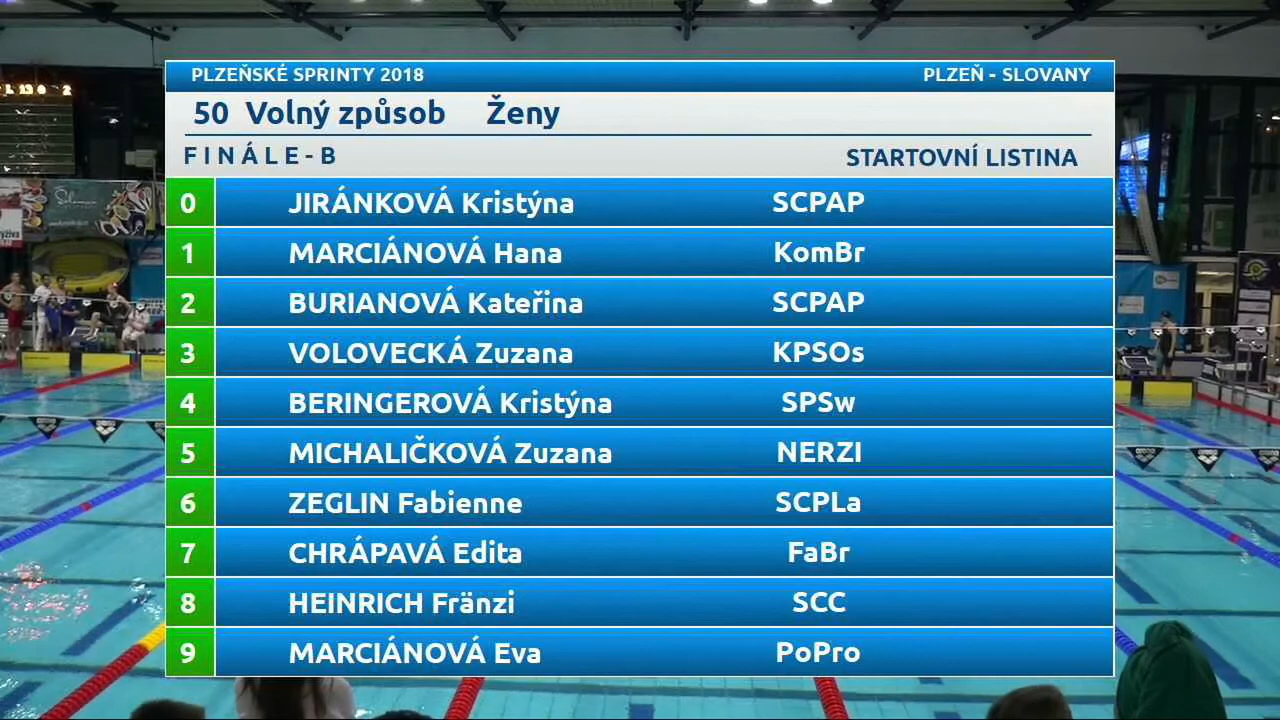 PLZEŇSKÉ SPRINTY 2018 PLZEŇ - SLOVANY
50 Volný způsob Ženy
FINÁLE-B STARTOVNÍ LISTINA
0 JIRÁNKOVÁ Kristýna SCPAP
1 MARCIÁNOVÁ Hana KomBr
2 BURIANOVÁ Kateřina SCPAP
3 VOLOVECKÁ Zuzana KPSOs
4 BERINGEROVÁ Kristýna SPSw
5 MICHALIČKOVÁ Zuzana NERZI
6 ZEGLIN Fabienne SCPLa
7 CHRÁPAVÁ Edita FaBr
8 HEINRICH Fränzi SCC
9 MARCIÁNOVÁ Eva PoPro